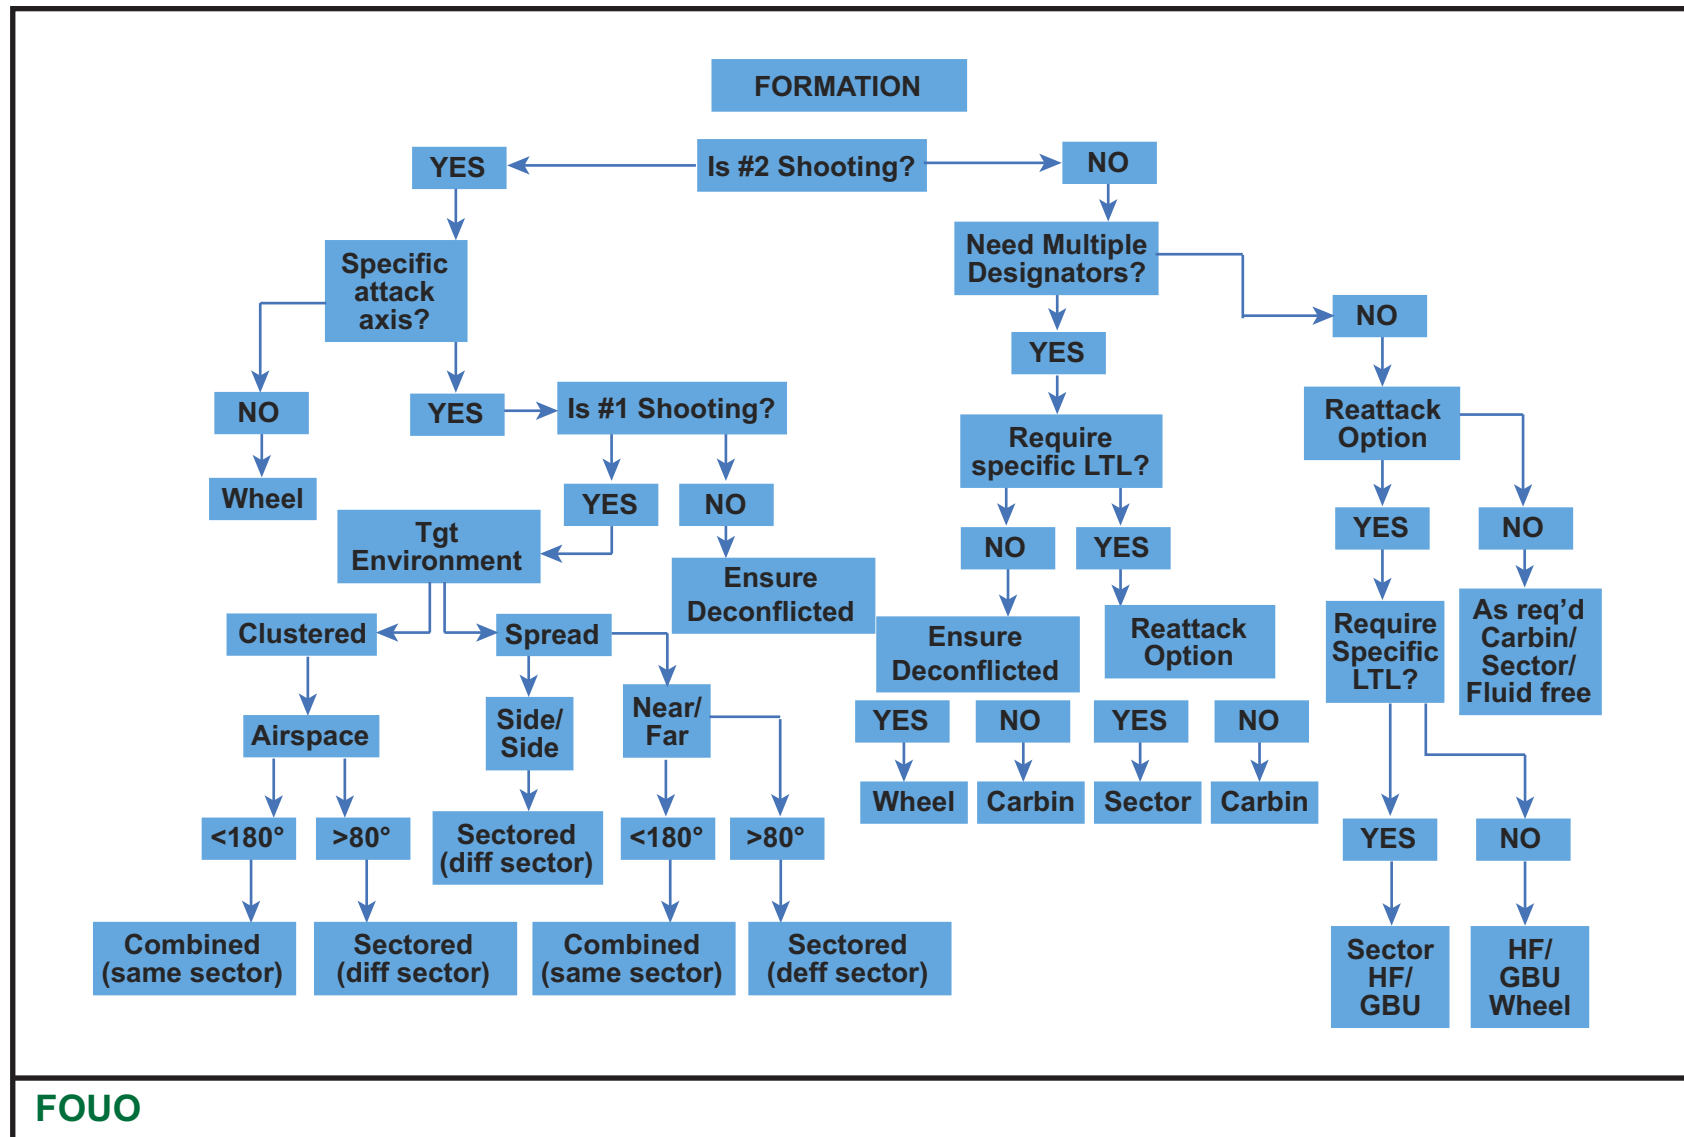 FORMATION
YES
Is #2 Shooting?
NO
Specific
attack
axis?
Need Multiple
Designators?
NO
YES
NO
YES
Is #1 Shooting?
Reattack
Option
Wheel
YES
NO
Require
specific LTL?
YES
NO
Tgt
Environment
NO
YES
Ensure
Deconflicted
As req’d
Carbin/
Sector/
Fluid free
Clustered
Spread
Ensure
Deconflicted
Reattack
Option
Require
Specific
LTL?
Airspace
Side/
Side
Near/
Far
YES
NO
YES
NO
Wheel
Carbin
Sector
Carbin
<180°
>80°
Sectored
(diff sector)
<180°
>80°
YES
NO
Combined
(same sector)
Sectored
(diff sector)
Combined
(same sector)
Sectored
(deff sector)
Sector
HF/
GBU
HF/
GBU
Wheel
FOUO